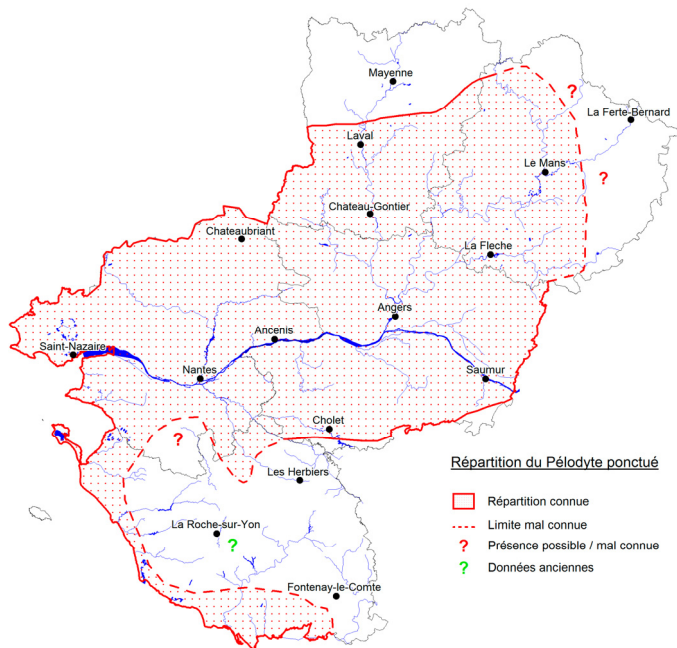 Mayenne
?
La Ferte-Bernard
Laval
Le Mans
?
Chateau-Gontier
Chateaubriant
La Fleche
Angers
Ancenis
Saint-Nazaire
Nantes
Saumur
Cholet
?
Les Herbiers
La Roche-sur-Yon
?
Fontenay-le-Comte
Répartition du Pélodyte ponctué
Répartition connue
Limite mal connue
? Présence possible / mal connue
? Données anciennes